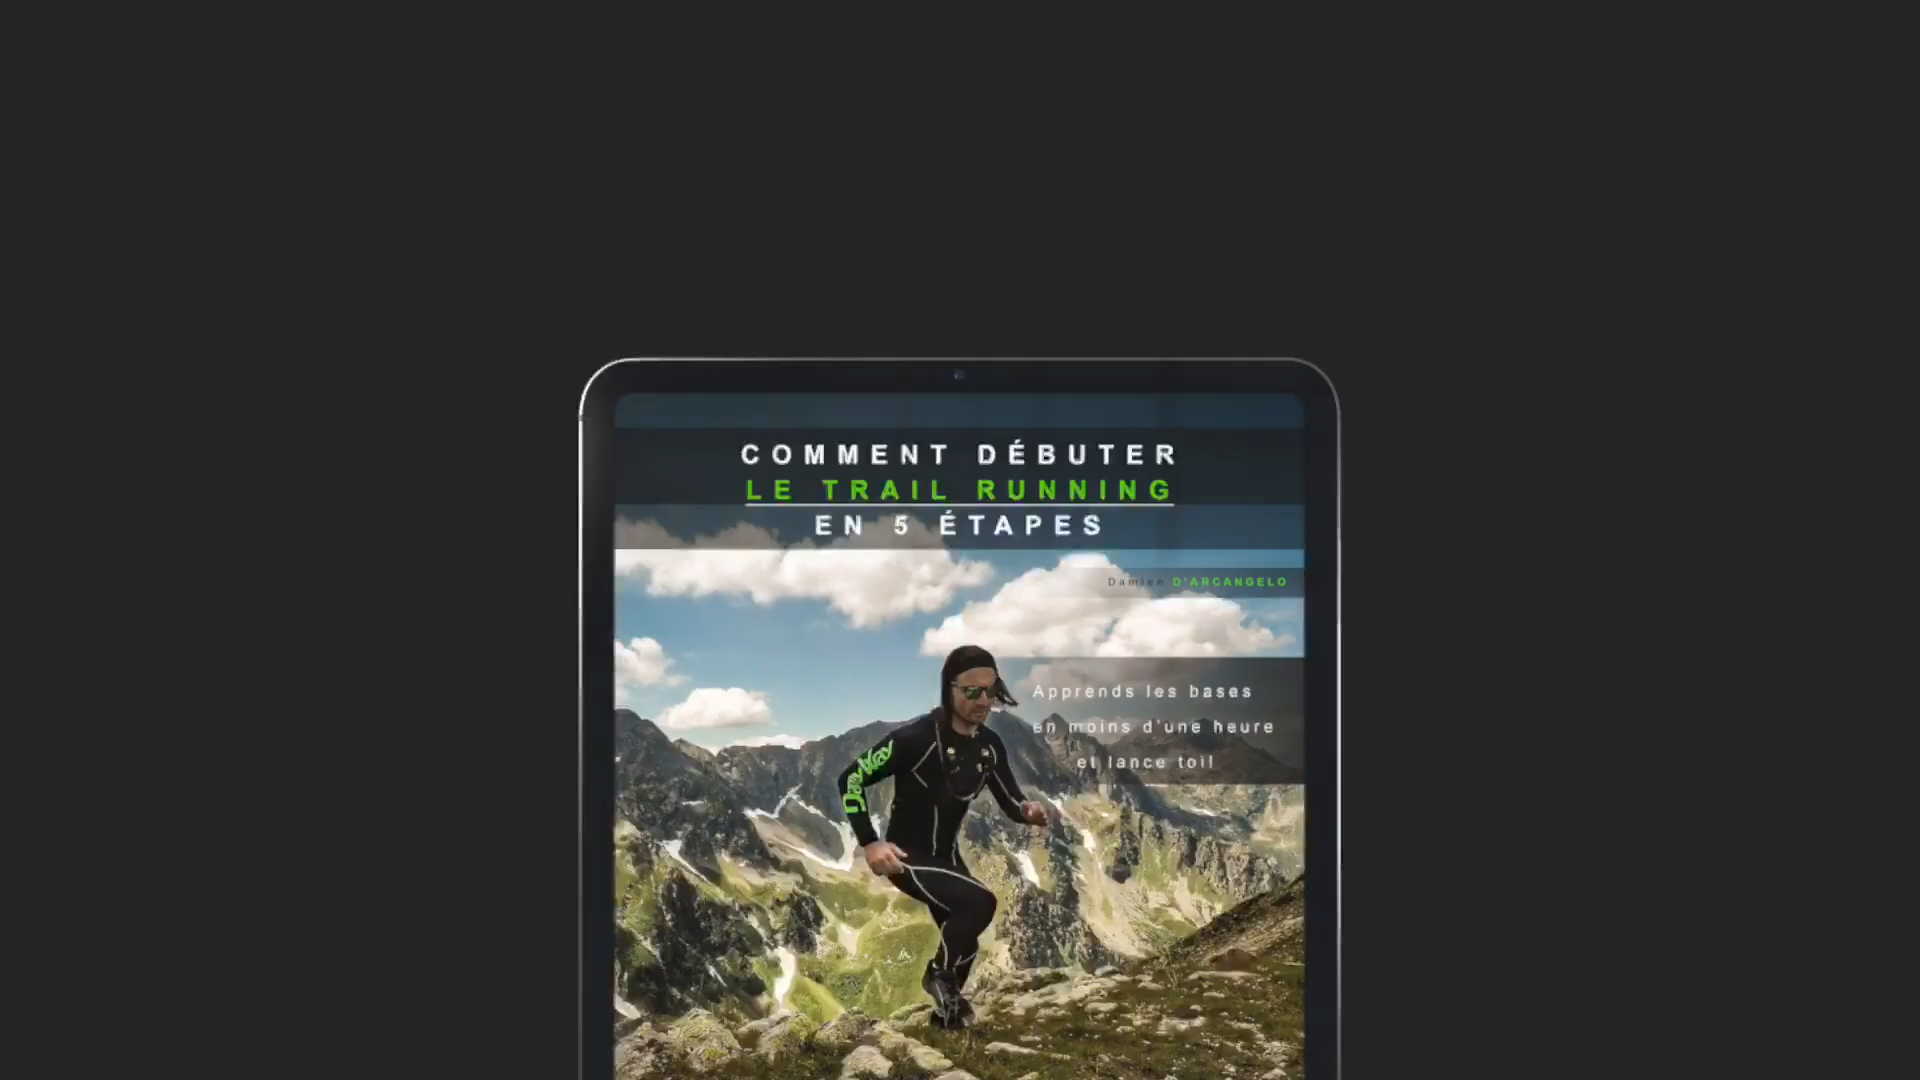 COMMENT DÉBUTER
LE TRAIL RUNNING
EN 5 ÉTAPES
Damien D'ARCANGELO
Apprends les bases
en moins d'une heure
et lance toi!
DarWay